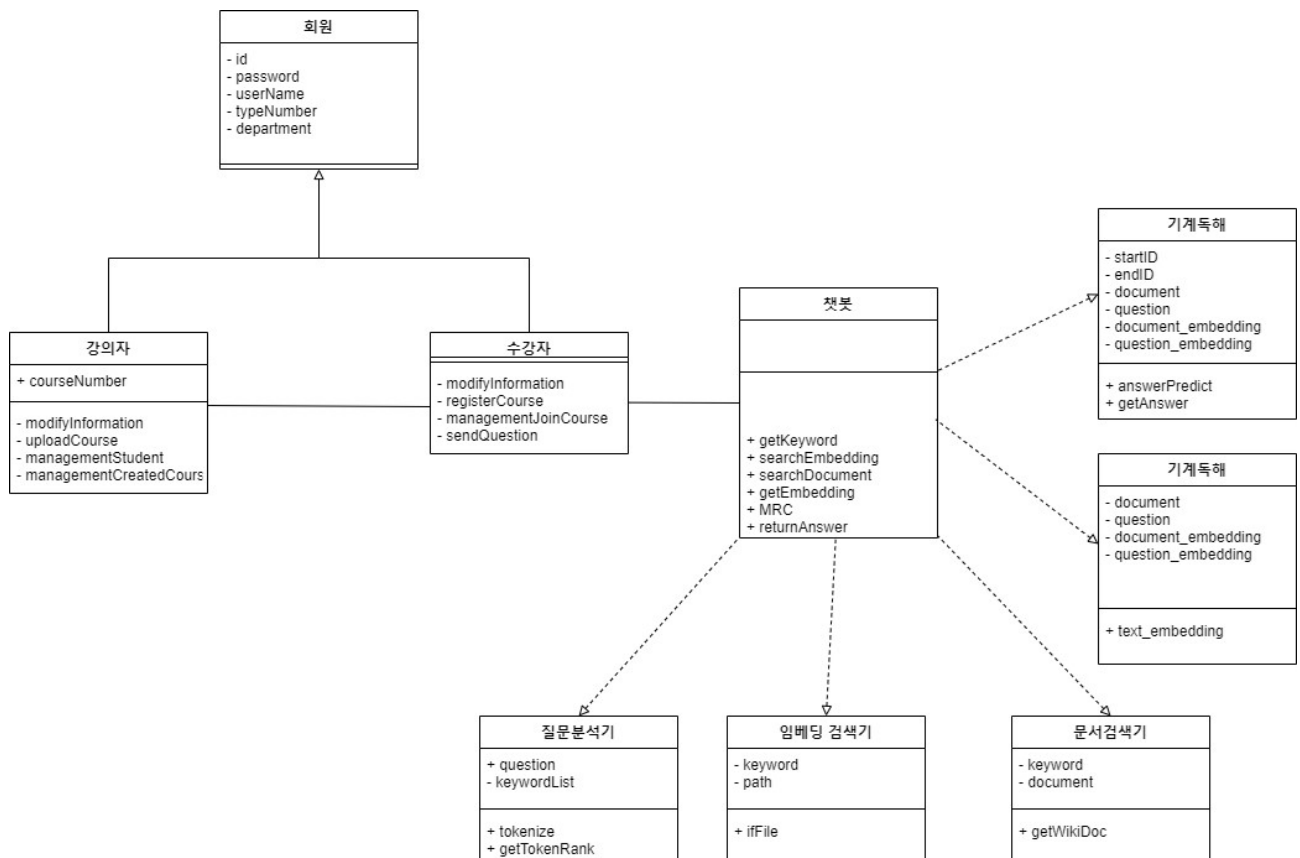 회원
- id
- password
- userName
- typeNumber
- department
강의자
+ courseNumber
- modifyInformation
- uploadCourse
- managementStudent
- managementCreatedCours
수강자
- modifyInformation
- registerCourse
- managementJoinCourse
- sendQuestion
챗봇
+ getKeyword
+ searchEmbedding
+ searchDocument
+ getEmbedding
+ MRC
+ returnAnswer
기계독해
- startID
- endID
- document
- question
- document_embedding
- question_embedding
+ answerPredict
+ getAnswer
기계독해
- document
- question
- document_embedding
- question_embedding
+ text_embedding
질문분석기
+ question
- keywordList
+ tokenize
+ getTokenRank
임베딩 검색기
- keyword
- path
+ ifFile
문서검색기
- keyword
- document
+ getWikiDoc